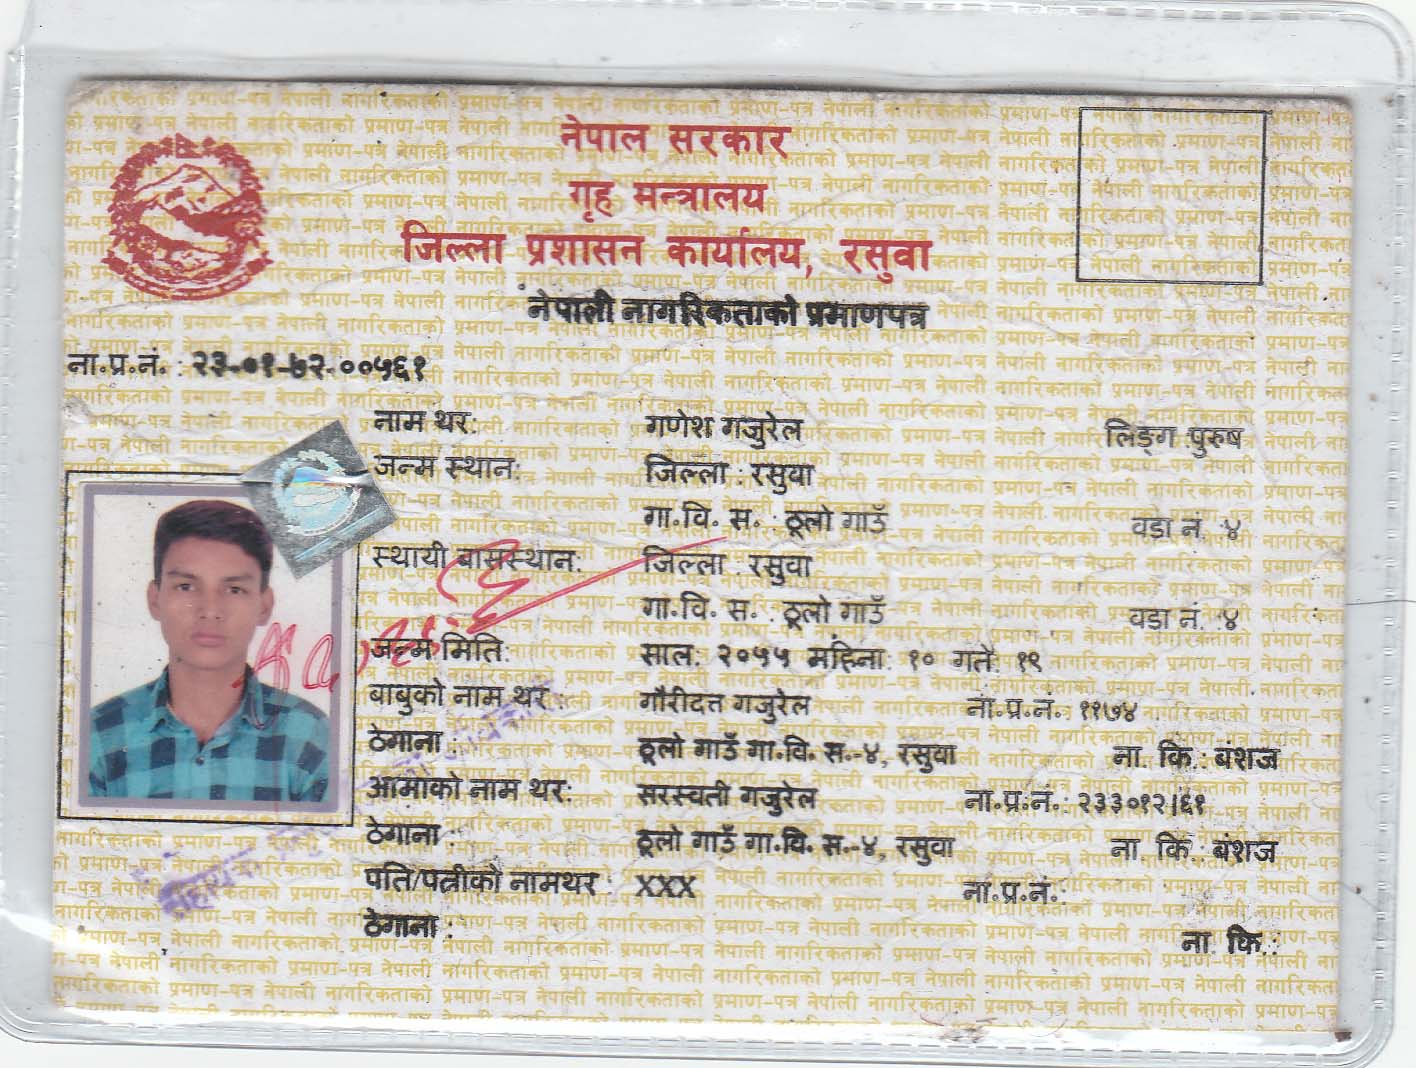 नेपाल सरकार
गृह मन्त्रालय
जिल्ला प्रशासन कार्यालय, रसुवा
नेपाली नागरिकताको प्रमाणपत्र
ना.प्र.नं. : २३-०१-७२-००५६१
नाम थर: गणेश गजुरेल लिङ्ग :पुरुष
जन्म स्थान: जिल्ला : रसुवा
गा.वि. स. : ठूलो गाउँ वडा नं. :४
स्थायी बासस्थान: जिल्ला : रसुवा
गा.वि. स. : ठूलो गाउँ वडा नं. :४
जन्म मिति: साल: २०५५ महिना: १० गते: १९
बाबुको नाम थर : गौरीदत्त गजुरेल ना.प्र.नं. : ११७४
ठेगाना : ठूलो गाउँ गा.वि. स.-४, रसुवा ना. कि.: बंशज
आमाको नाम थर: सरस्वती गजुरेल ना.प्र.नं. : २३३०१२/६१
ठेगाना : ठूलो गाउँ गा.वि. स.-४, रसुवा ना. कि.: बंशज
पति/पत्नीको नामथर : XXX ना.प्र.नं.:
ठेगाना : ना. कि.: